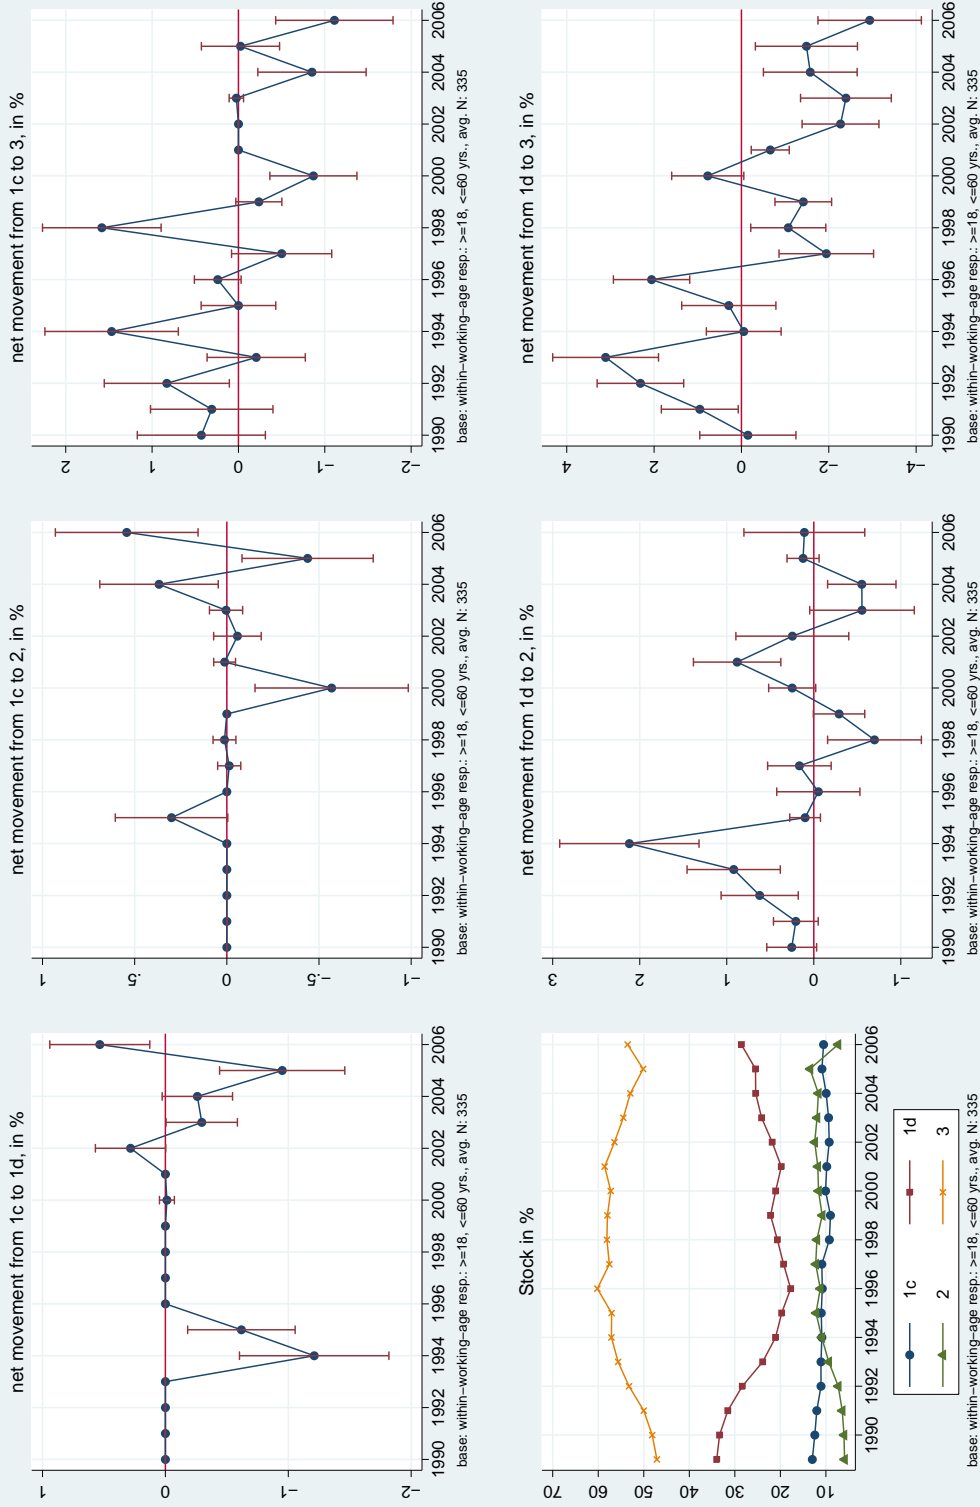 net movement from 1c to 1d, in %
1
0
−1
−2
1990 1992 1994 1996 1998 2000 2002 2004 2006
base: within−working−age resp.: >=18, <=60 yrs., avg. N: 335
net movement from 1c to 2, in %
1
.5
0
−.5
−1
1990 1992 1994 1996 1998 2000 2002 2004 2006
base: within−working−age resp.: >=18, <=60 yrs., avg. N: 335
net movement from 1c to 3, in %
2
1
0
−1
−2
1990 1992 1994 1996 1998 2000 2002 2004 2006
base: within−working−age resp.: >=18, <=60 yrs., avg. N: 335
Stock in %
70
60
50
40
30
20
10
1990 1992 1994 1996 1998 2000 2002 2004 2006
1c 1d
2 3
base: within−working−age resp.: >=18, <=60 yrs., avg. N: 335
net movement from 1d to 2, in %
3
2
1
0
−1
1990 1992 1994 1996 1998 2000 2002 2004 2006
base: within−working−age resp.: >=18, <=60 yrs., avg. N: 335
net movement from 1d to 3, in %
4
2
0
−2
−4
1990 1992 1994 1996 1998 2000 2002 2004 2006
base: within−working−age resp.: >=18, <=60 yrs., avg. N: 335